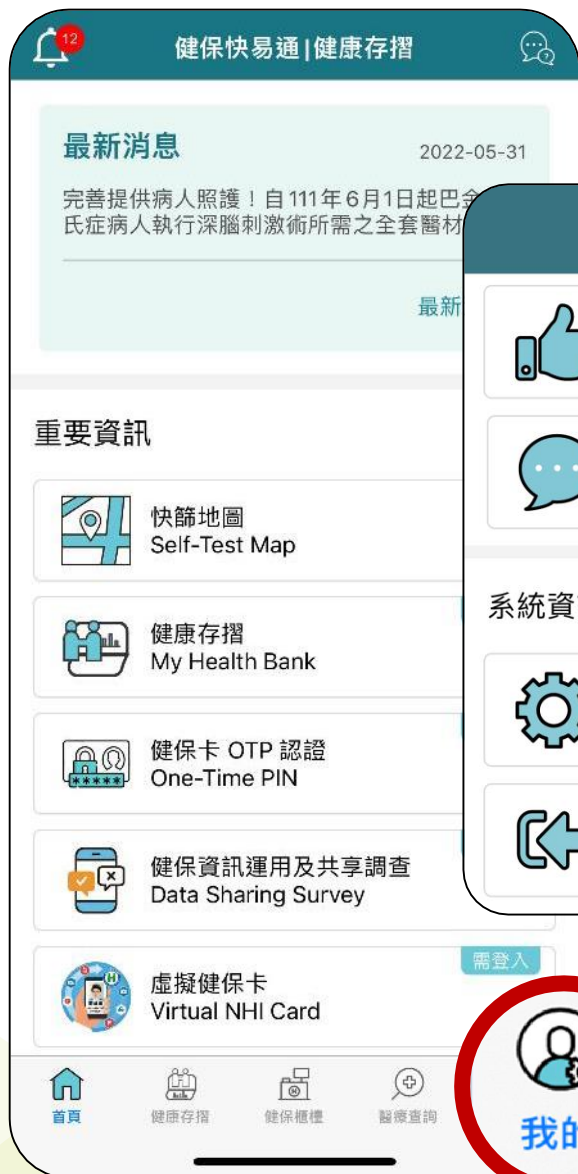 12
健保快易通|健康存摺
最新消息
2022-05-31
完善提供病人照護！自111年6月1日起巴金
氏症病人執行深腦刺激術所需之全套醫材
最新
重要資訊
快篩地圖
Self-Test Map
健康存摺
My Health Bank
健保卡 OTP 認證
One-Time PIN
健保資訊運用及共享調查
Data Sharing Survey
需登入
虛擬健保卡
Virtual NHI Card
首頁
健康存摺
健保櫃檯
醫療查詢
系統資
我的